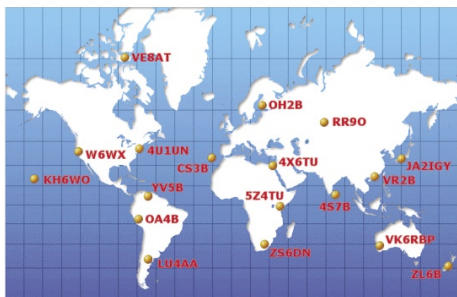 VE8AT
OH2B
RR9O
W6WX
4U1UN
CS3B
4X6TU
JA2IGY
KH6WO
YV5B
5Z4TU
4S7B
VR2B
OA4B
ZS6DN
VK6RBP
LU4AA
ZL6B